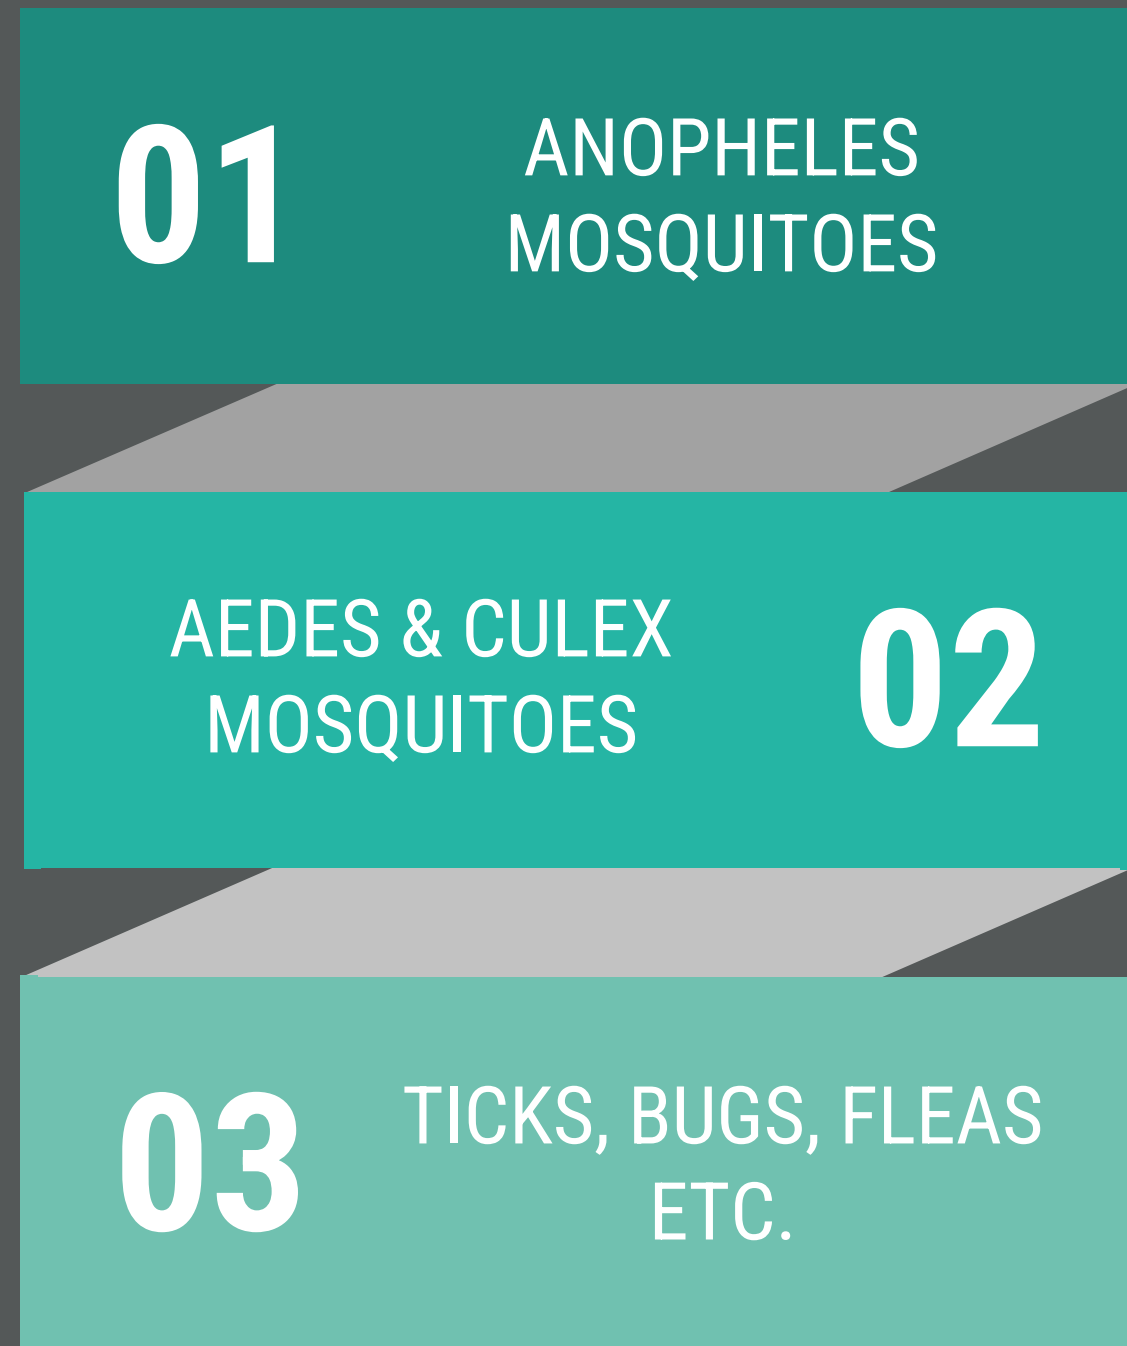 01
ANOPHELES
MOSQUITOES
AEDES & CULEX
MOSQUITOES
02
03
TICKS, BUGS, FLEAS
ETC.